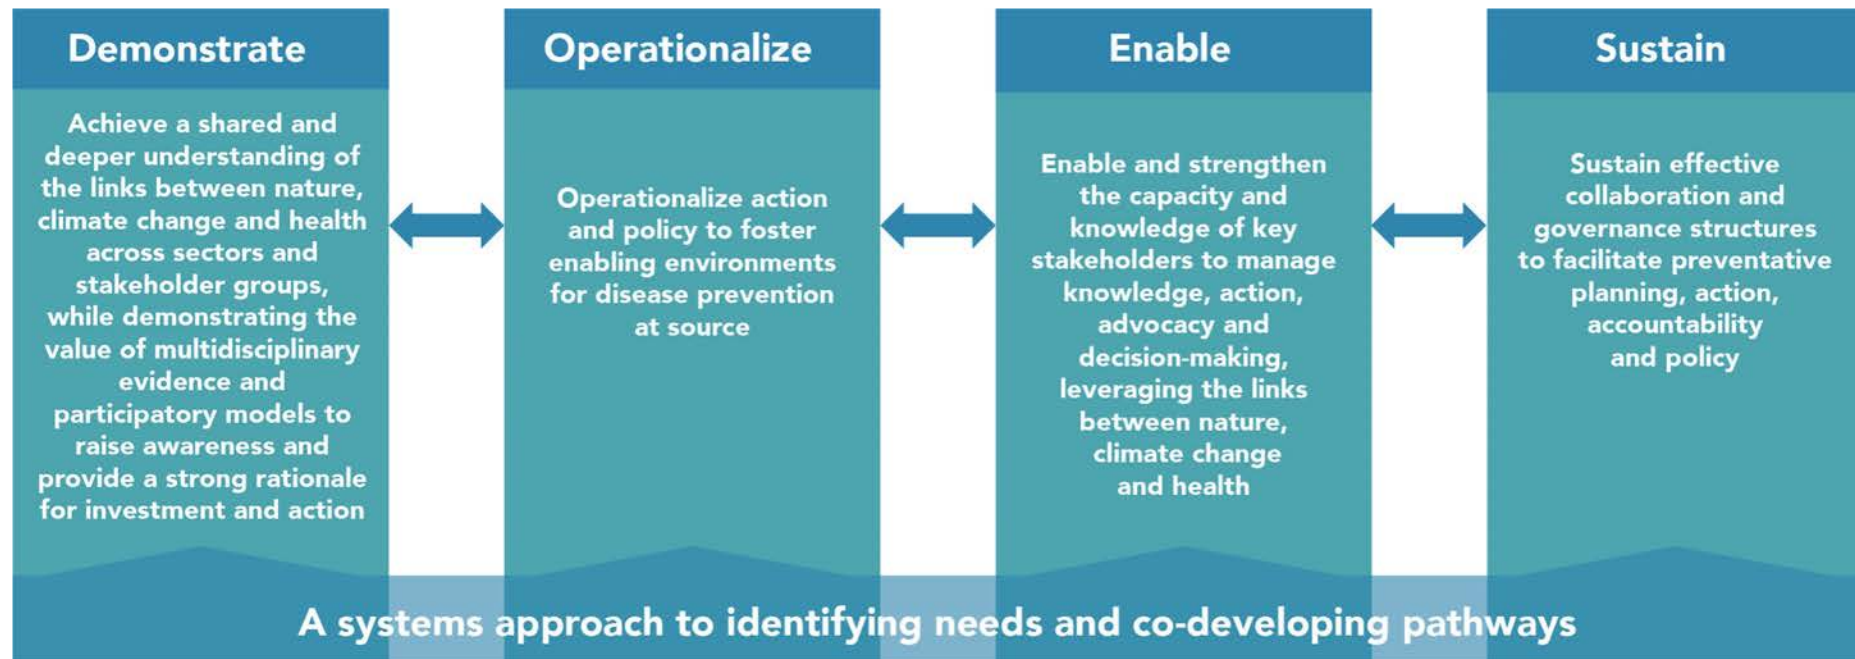 Demonstrate
Achieve a shared and
deeper understanding of
the links between nature,
climate change and health
across sectors and
stakeholder groups,
while demonstrating the
value of multidisciplinary
evidence and
participatory models to
raise awareness and
provide a strong rationale
for investment and action
Operationalize
Operationalize action
and policy to foster
enabling environments
for disease prevention
at source
Enable
Enable and strengthen
the capacity and
knowledge of key
stakeholders to manage
knowledge, action,
advocacy and
decision-making,
leveraging the links
between nature,
climate change
and health
Sustain
Sustain effective
collaboration and
governance structures
to facilitate preventative
planning, action,
accountability
and policy
A systems approach to identifying needs and co-developing pathways